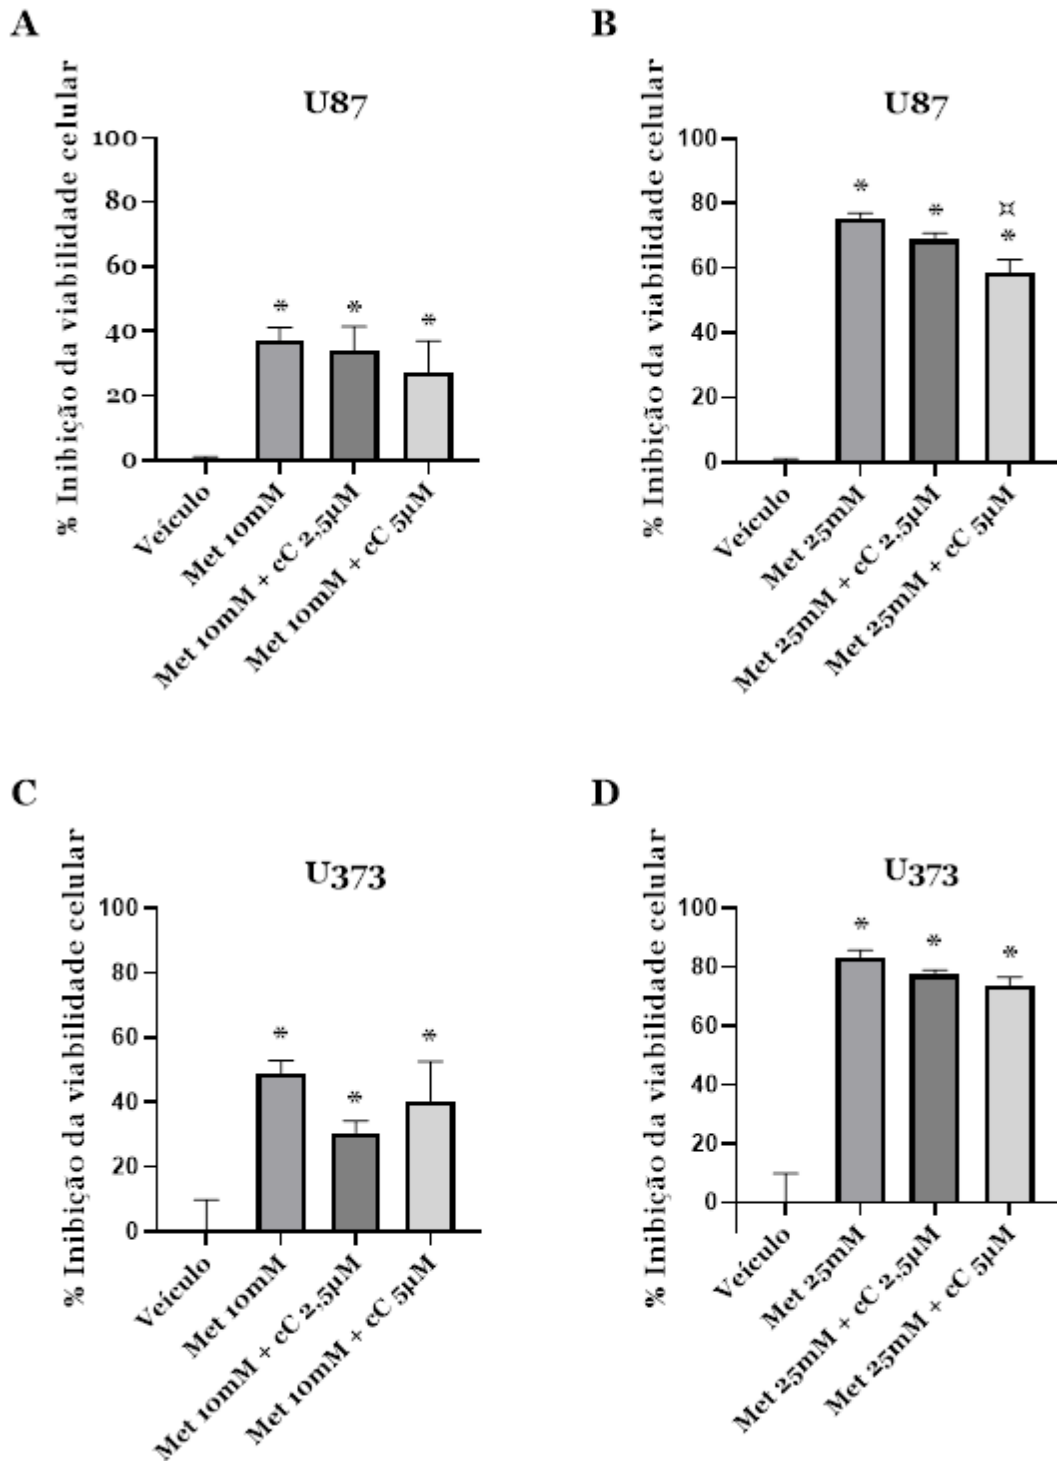 A
% Inibição da viabilidade celular
U87
100
80
60
40
20
0
*
*
*
Veículo
Met 10mM
Met 10mM + cC 2,5µM
Met 10mM + cC 5µM
B
% Inibição da viabilidade celular
U87
100
80
60
40
20
0
*
*
¤
*
Veículo
Met 25mM
Met 25mM + cC 2,5µM
Met 25mM + cC 5µM
C
% Inibição da viabilidade celular
U373
100
80
60
40
20
0
*
*
*
Veículo
Met 10mM
Met 10mM + cC 2,5µM
Met 10mM + cC 5µM
D
% Inibição da viabilidade celular
U373
100
80
60
40
20
0
*
*
*
Veículo
Met 25mM
Met 25mM + cC 2,5µM
Met 25mM + cC 5µM